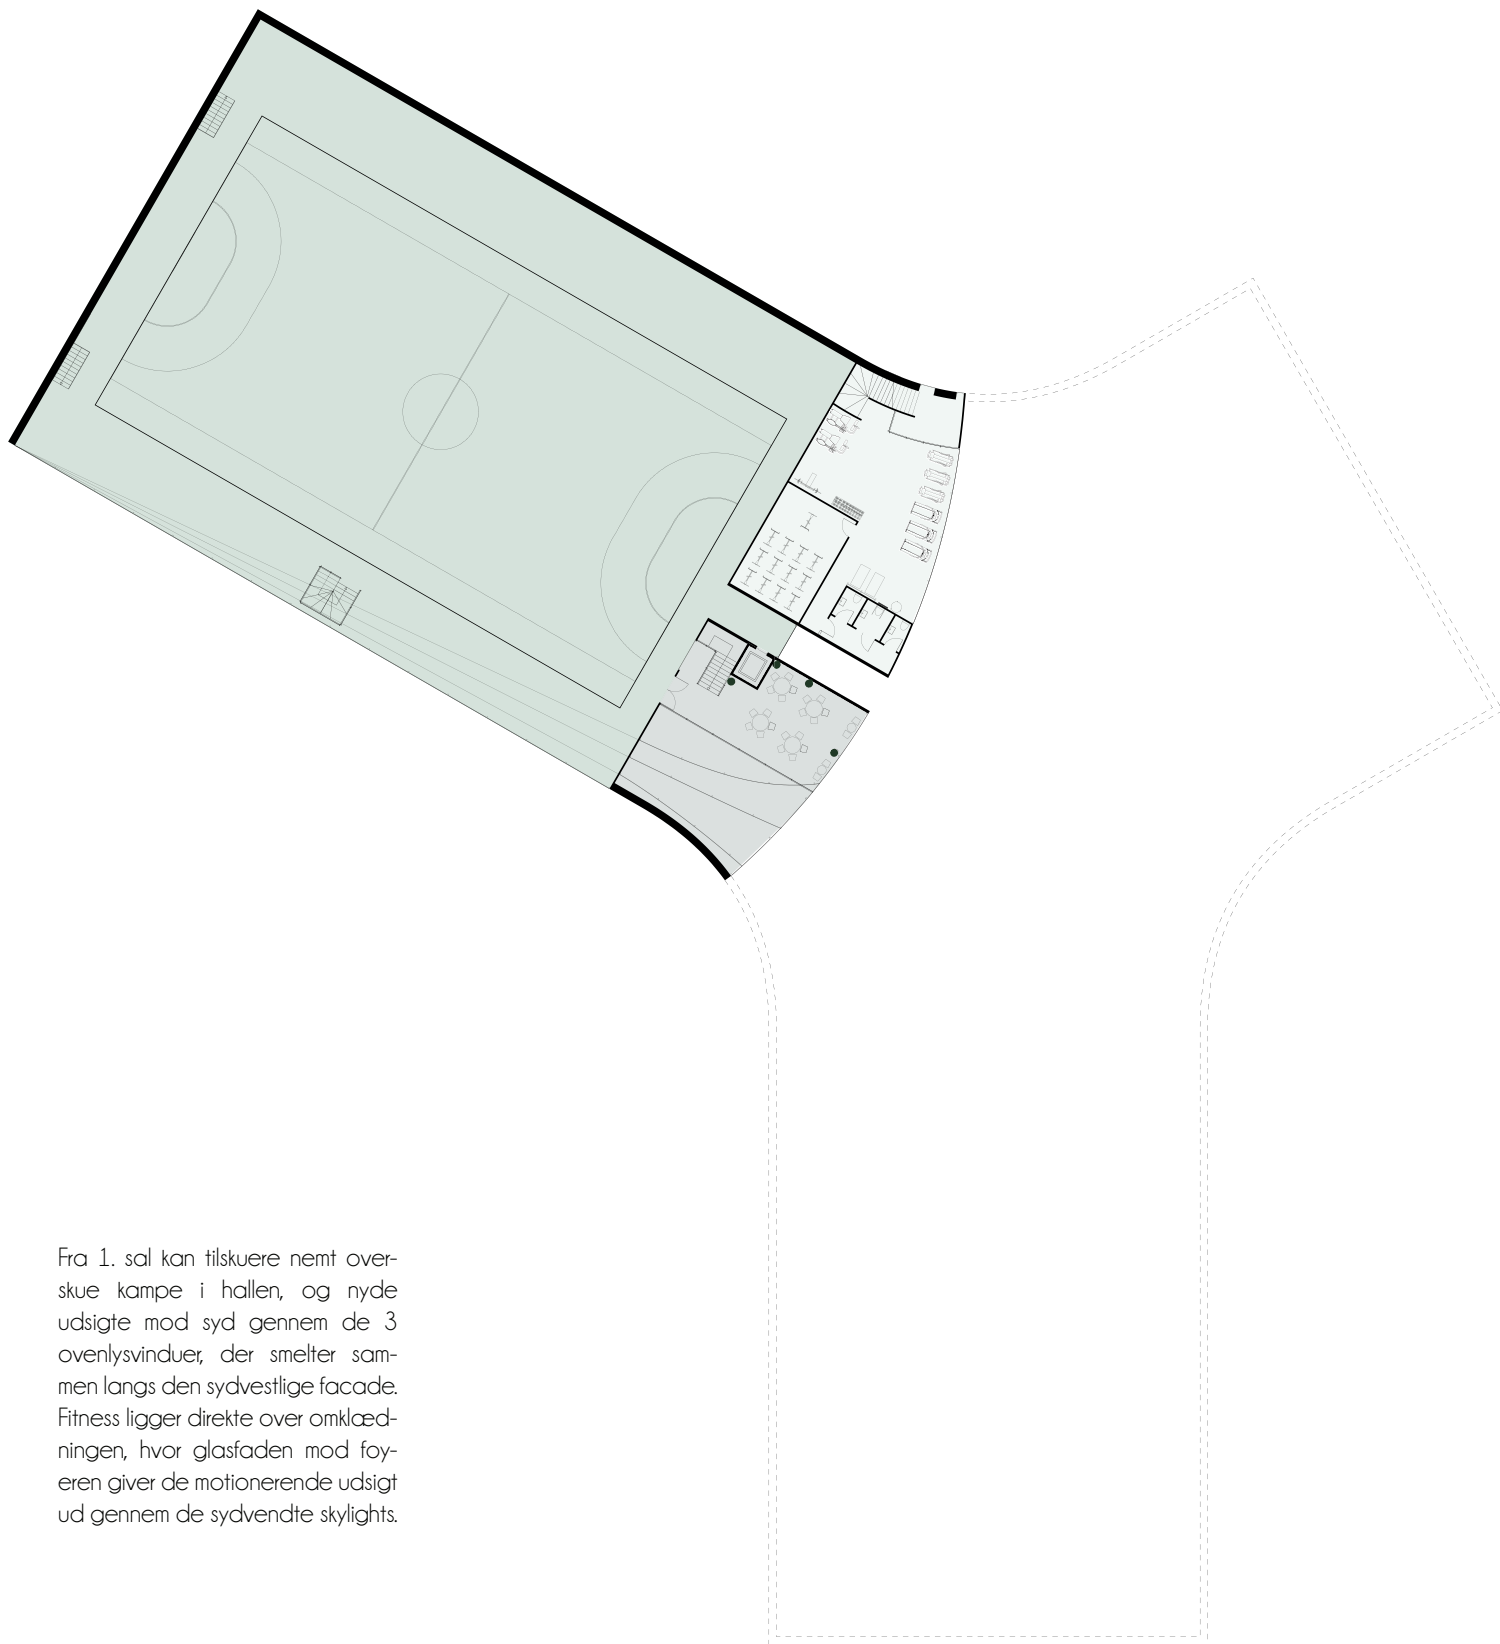 Fra 1. sal kan tilskuere nemt over-
skue kampe i hallen, og nyde
udsigte mod syd gennem de 3
ovenlysvinduer, der smelter sam-
men langs den sydvestlige facade.
Fitness ligger direkte over omklæd-
ningen, hvor glasfaden mod foy-
eren giver de motionerende udsigt
ud gennem de sydvendte skylights.